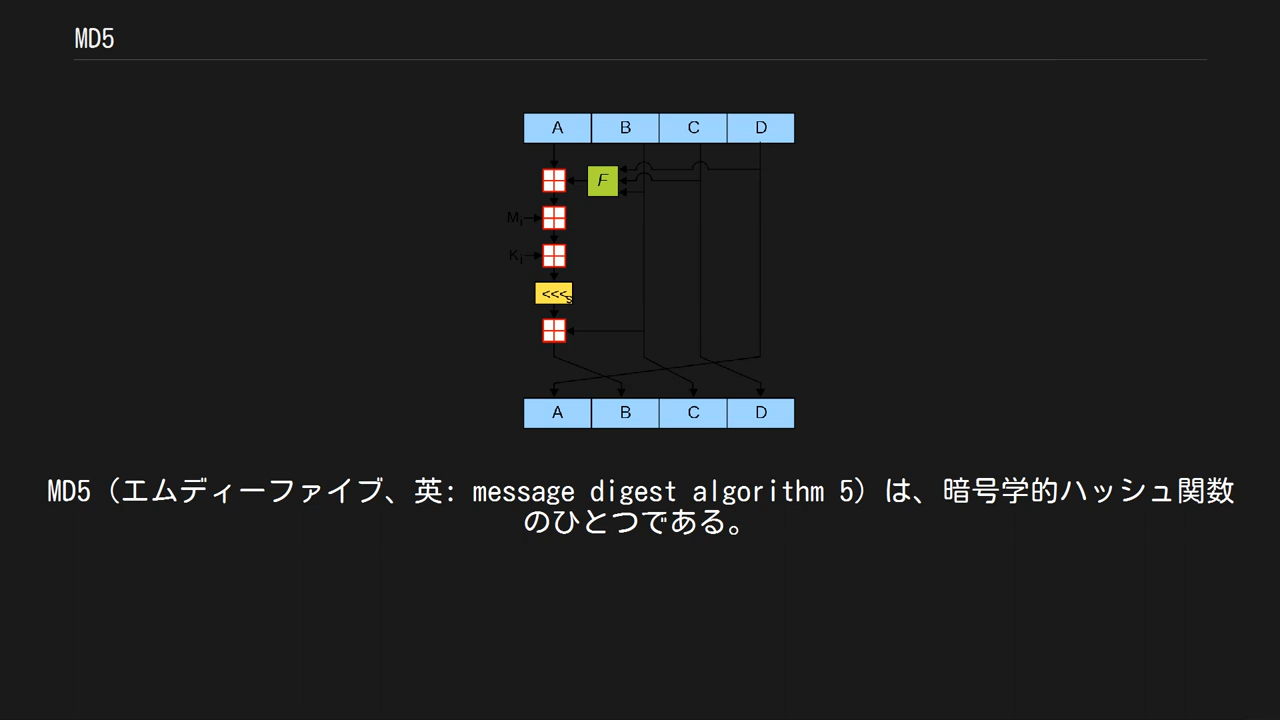 MD5
A B C D
F
Mi
Ki
<<<s
A B C D
MD5（エムディーファイブ、英: message digest algorithm 5）は、暗号学的ハッシュ関数
のひとつである。